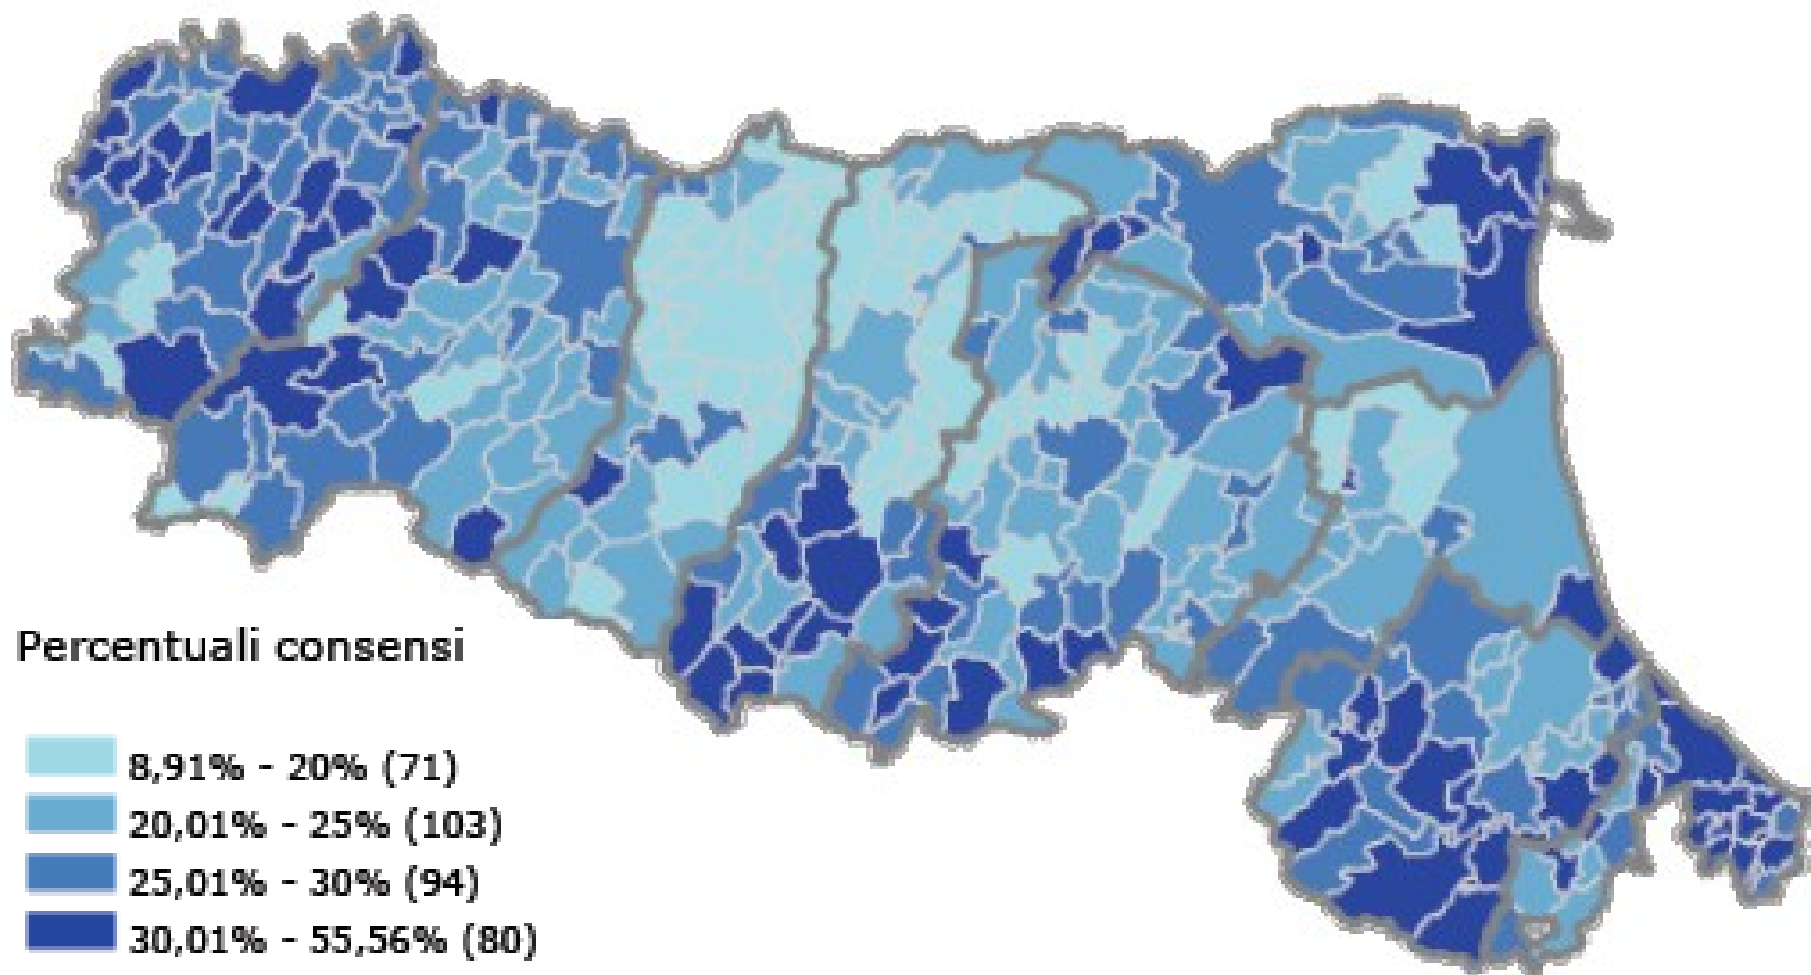 Percentuali consensi
8,91% - 20% (71)
20,01% - 25% (103)
25,01% - 30% (94)
30,01% - 55,56% (80)